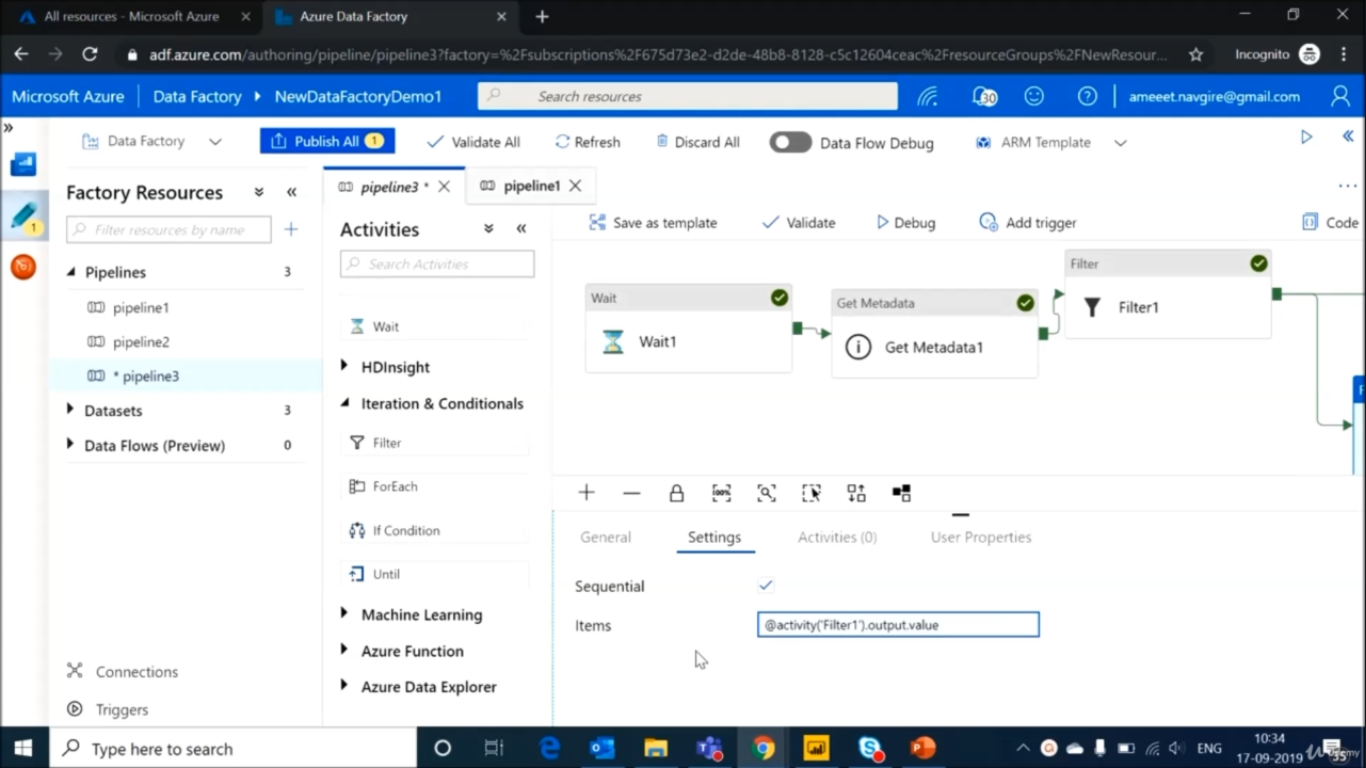 All resources - Microsoft Azure
Azure Data Factory
adf.azure.com/authoring/pipeline/pipeline3?factory=%2Fsubscriptions%2F675d73e2-d2de-48b8-8128-c5c12604ceac%2FresourceGroups%2FNewResour...
Incognito
Microsoft Azure
Data Factory
NewDataFactoryDemo1
Search resources
30
ameeet.navgire@gmail.com
Data Factory
Publish All 1
Validate All
Refresh
Discard All
Data Flow Debug
ARM Template
1
Factory Resources
Filter resources by name
Pipelines 3
pipeline1
pipeline2
* pipeline3
Datasets 3
Data Flows (Preview) 0
Connections
Triggers
pipeline3 *
pipeline1
Activities
Search Activities
Wait
HDInsight
Iteration & Conditionals
Filter
ForEach
If Condition
Until
Machine Learning
Azure Function
Azure Data Explorer
Save as template
Validate
Debug
Add trigger
Code
Wait
Wait1
Get Metadata
Get Metadata1
Filter
Filter1
F
100%
General
Settings
Activities (0)
User Properties
Sequential
Items
@activity('Filter1').output.value
Type here to search
ENG
10:34
17-09-2019
35